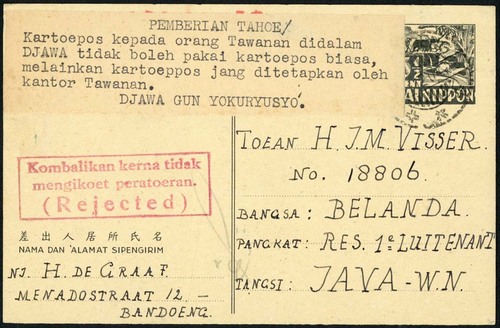 PEMBERIAN TAHOE/
Kartoepos kepada orang Tawanan didalam
DJAWA tidak boleh pakai kartoepos biasa,
melainkan kartoeppos jang ditetapkan oleh
kantor Tawanan.
DJAWA GUN YOKURYUSYO.
NIPPON
TOEAN H. J.M. VISSER
No. 18806.
Kombalikan kerna tidak
mengikoet peratoeran.
(Rejected)
BANGSA: BELANDA.
PANGKAT: RES. 1e LUITENANT
TANGSI: JAVA-W.N.
差出人居所氏名
NAMA DAN 'ALAMAT SIPENGIRIM
NJ. H. DE GRAAF
MENADOSTRAAT 12. —
BANDOENG.